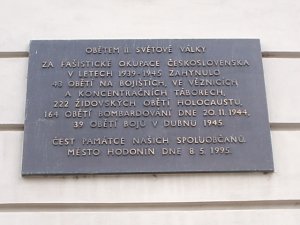 OBĚTEM II. SVĚTOVÉ VÁLKY
ZA FAŠISTICKÉ OKUPACE ČESKOSLOVENSKA
V LETECH 1939-1945 ZAHYNULO
43 OBĚTÍ NA BOJIŠTÍCH, VE VĚZNICÍCH
A KONCENTRAČNÍCH TÁBORECH,
222 ŽIDOVSKÝCH OBĚTÍ HOLOCAUSTU,
164 OBĚTÍ BOMBARDOVÁNÍ DNE 20.11.1944,
39 OBĚTÍ BOJŮ V DUBNU 1945.
ČEST PAMÁTCE NAŠICH SPOLUOBČANŮ.
MĚSTO HODONÍN DNE 8.5.1995.